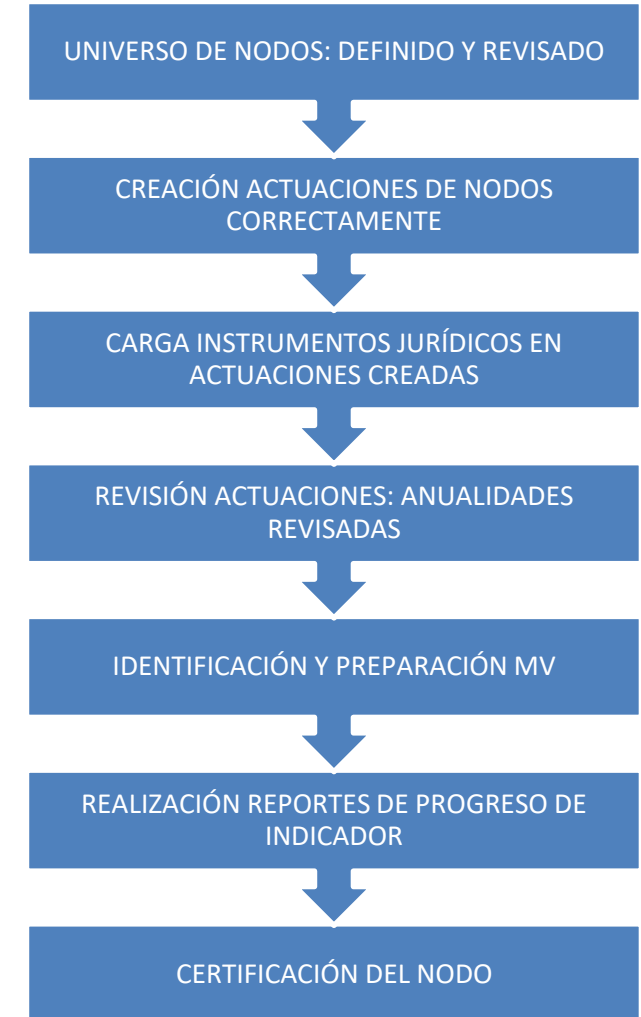 UNIVERSO DE NODOS: DEFINIDO Y REVISADO
CREACIÓN ACTUACIONES DE NODOS
CORRECTAMENTE
CARGA INSTRUMENTOS JURÍDICOS EN
ACTUACIONES CREADAS
REVISIÓN ACTUACIONES: ANUALIDADES
REVISADAS
IDENTIFICACIÓN Y PREPARACIÓN MV
REALIZACIÓN REPORTES DE PROGRESO DE
INDICADOR
CERTIFICACIÓN DEL NODO